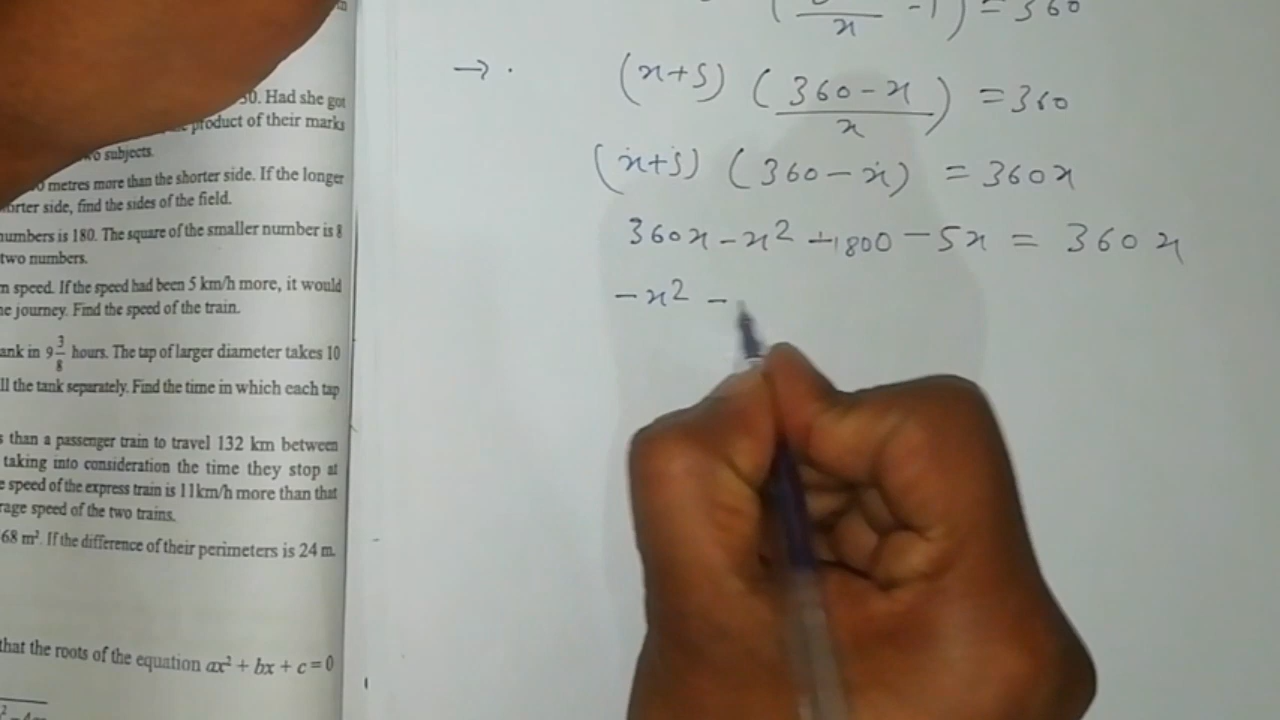 50. Had she got
product of their marks
two subjects.
metres more than the shorter side. If the longer
shorter side, find the sides of the field.
numbers is 180. The square of the smaller number is 8
two numbers.
speed. If the speed had been 5 km/h more, it would
journey. Find the speed of the train.
tank in 9 3/8 hours. The tap of larger diameter takes 10
ll the tank separately. Find the time in which each tap
than a passenger train to travel 132 km between
taking into consideration the time they stop at
speed of the express train is 11km/h more than that
rage speed of the two trains.
68 m². If the difference of their perimeters is 24 m.
that the roots of the equation ax² + bx + c = 0
-1) = 360
→ . (x+5) ((360-x)/x) = 360
(x+5) (360-x) = 360x
360x - x² + 1800 - 5x = 360x
-x² -